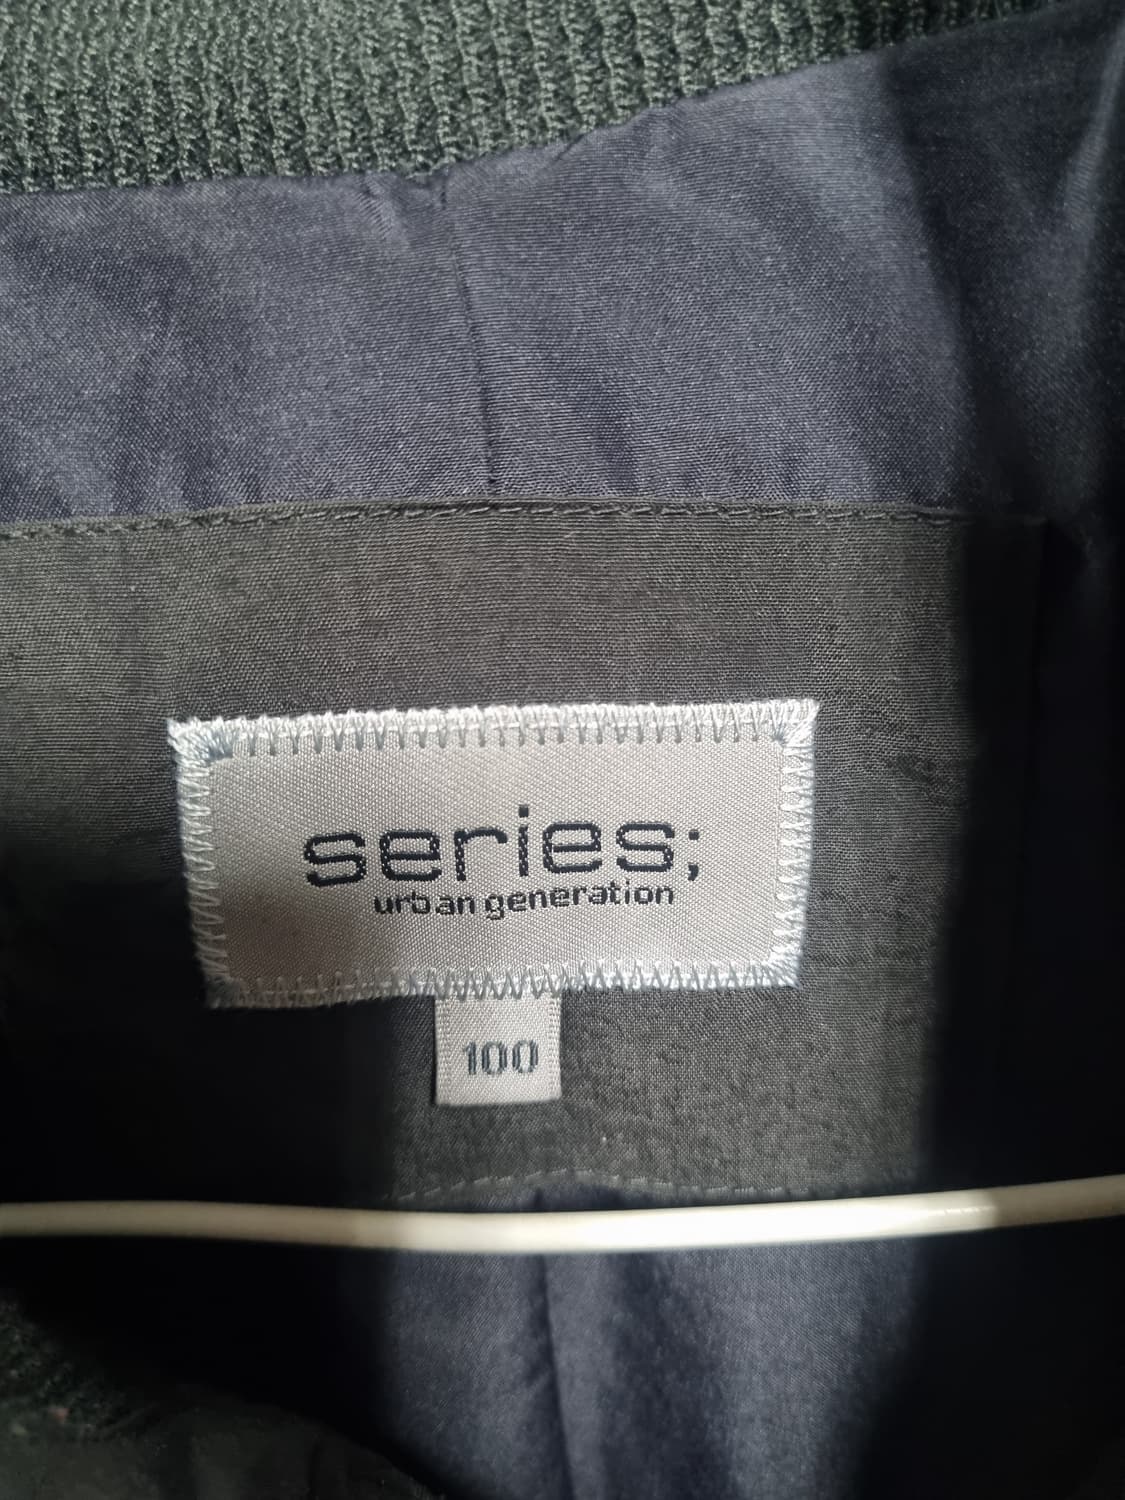 series;
urban generation
100